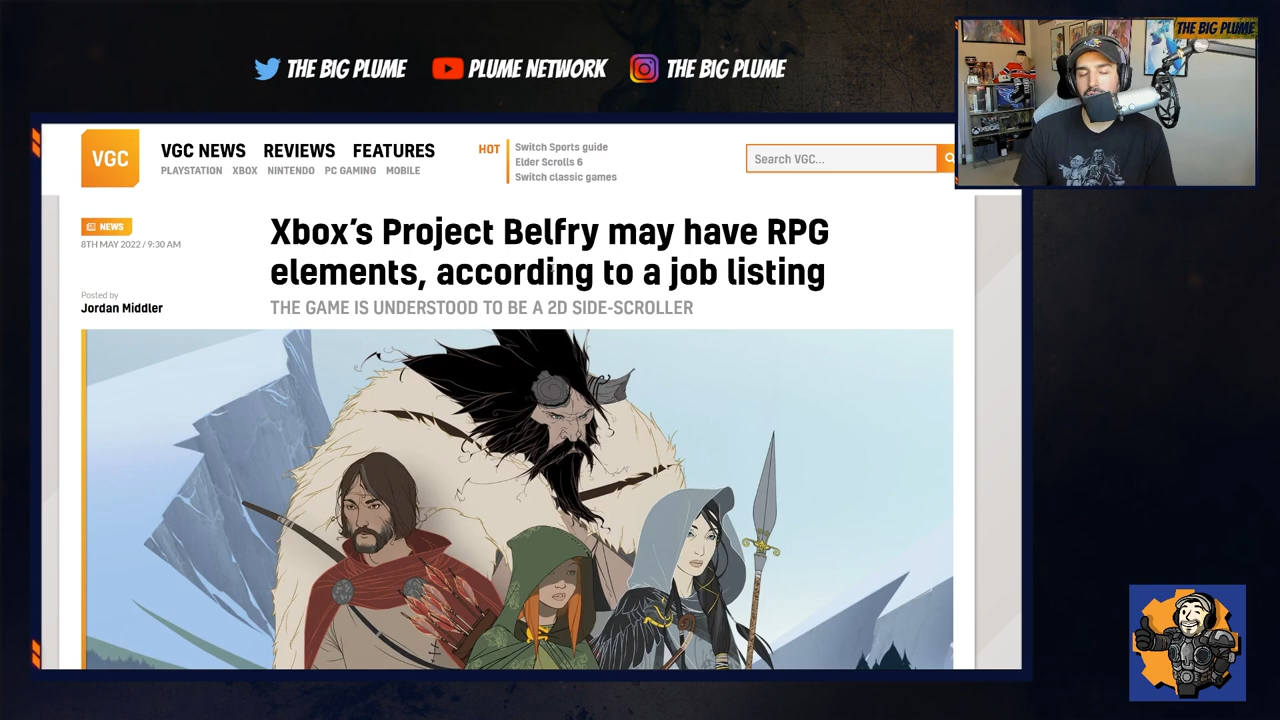 THE BIG PLUME
PLUME NETWORK
THE BIG PLUME
THE BIG PLUME
VGC
VGC NEWS
REVIEWS
FEATURES
PLAYSTATION
XBOX
NINTENDO
PC GAMING
MOBILE
HOT
Switch Sports guide
Elder Scrolls 6
Switch classic games
Search VGC...
NEWS
8TH MAY 2022 / 9:30 AM
Posted by
Jordan Middler
Xbox's Project Belfry may have RPG
elements, according to a job listing
THE GAME IS UNDERSTOOD TO BE A 2D SIDE-SCROLLER